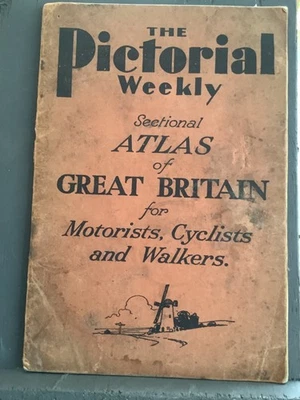 THE
Pictorial
Weekly
Sectional
ATLAS
of
GREAT BRITAIN
for
Motorists, Cyclists
and Walkers.